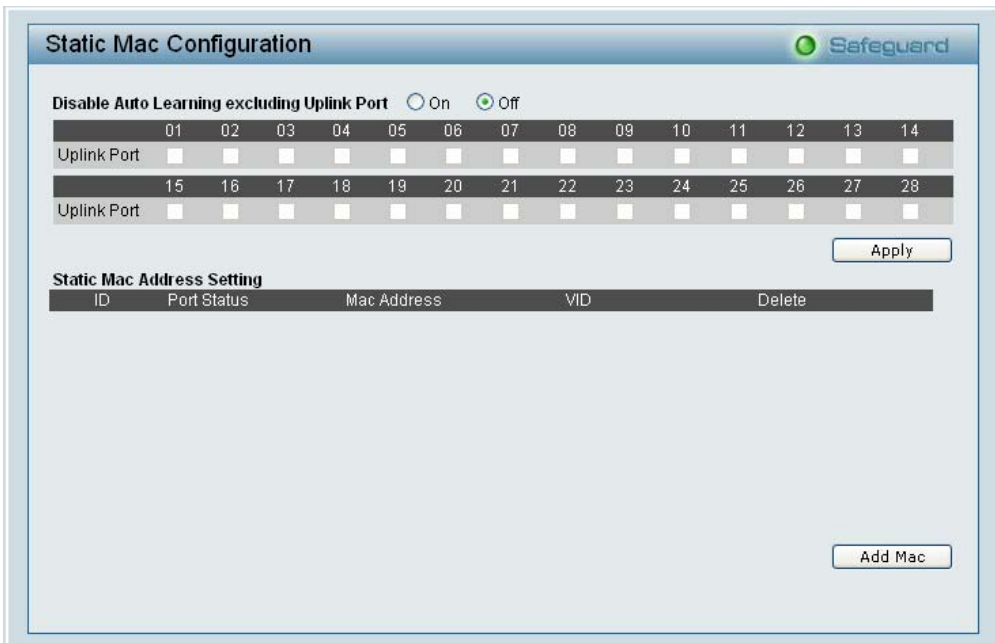 Static Mac Configuration
Safeguard
Disable Auto Learning excluding Uplink Port On Off
01 02 03 04 05 06 07 08 09 10 11 12 13 14
Uplink Port
15 16 17 18 19 20 21 22 23 24 25 26 27 28
Uplink Port
Apply
Static Mac Address Setting
ID Port Status Mac Address VID Delete
Add Mac